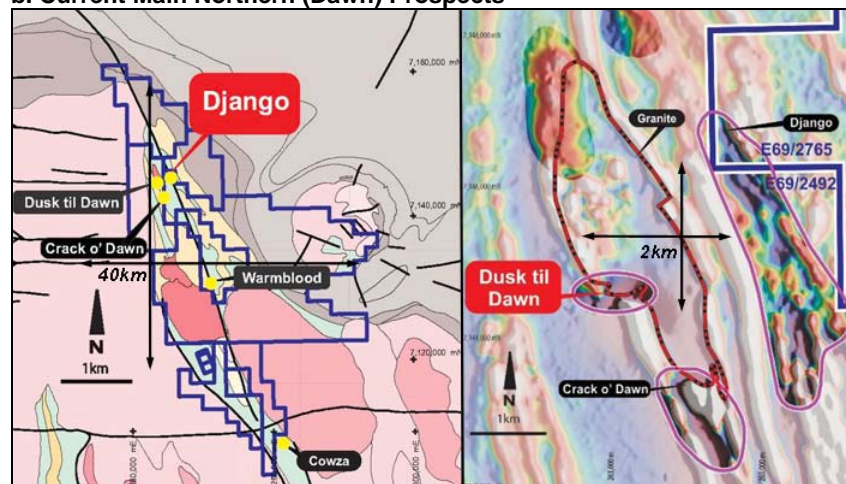 b. Current Main Northern (Dawn) Prospects
7,160,000 mN
Django
Dusk til Dawn
7,140,000 mN
Crack o' Dawn
40km
Warmblood
N
1km
7,120,000 mN
Cowza
Granite
Django
E69/2765
E69/2492
2km
Dusk til
Dawn
N
Crack o' Dawn
1km